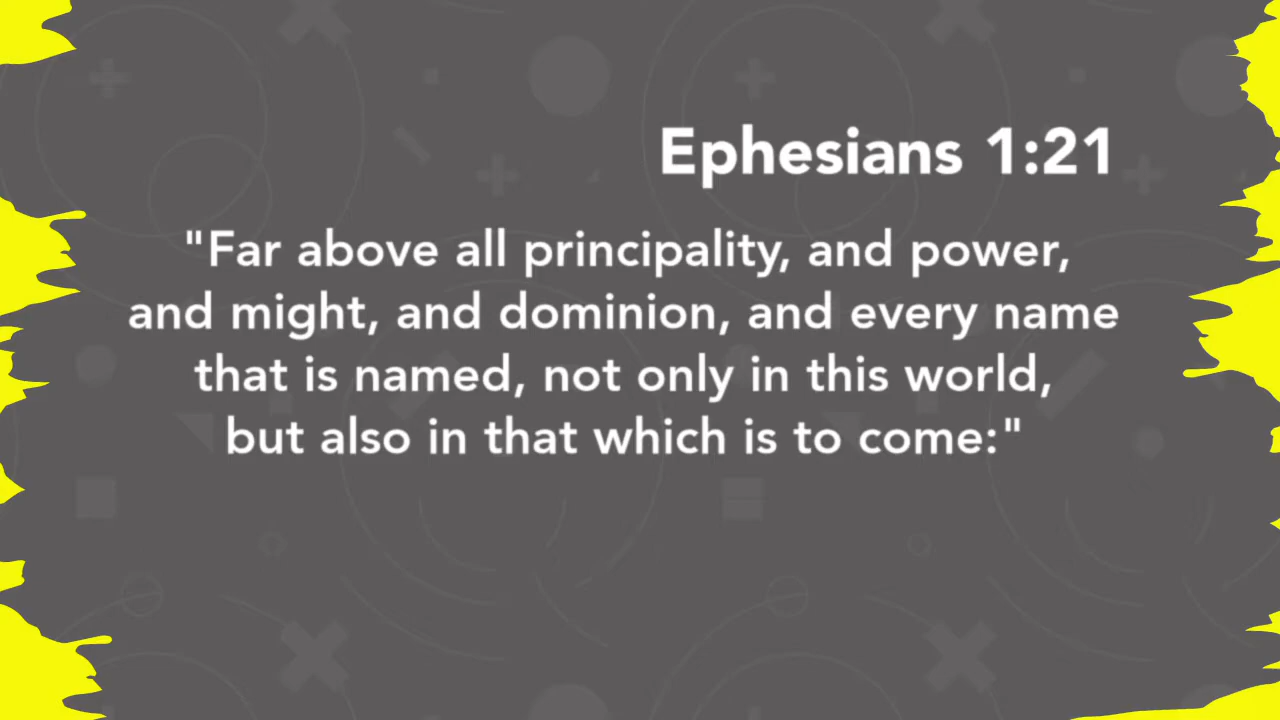 Ephesians 1:21
"Far above all principality, and power,
and might, and dominion, and every name
that is named, not only in this world,
but also in that which is to come:"